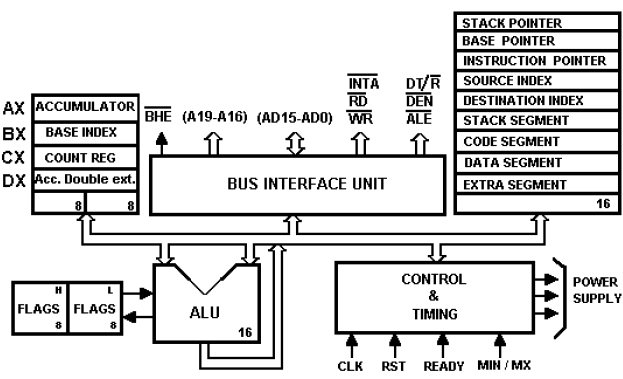 STACK POINTER
BASE POINTER
INSTRUCTION POINTER
SOURCE INDEX
DESTINATION INDEX
STACK SEGMENT
CODE SEGMENT
DATA SEGMENT
EXTRA SEGMENT
16
AX ACCUMULATOR
BX BASE INDEX
CX COUNT REG
DX Acc. Double ext.
8 8
BHE
(A19-A16)
(AD15-AD0)
INTA
RD
WR
DT/R
DEN
ALE
BUS INTERFACE UNIT
H L
FLAGS FLAGS
8 8
ALU
16
CONTROL
&
TIMING
POWER
SUPPLY
CLK RST READY MIN / MX